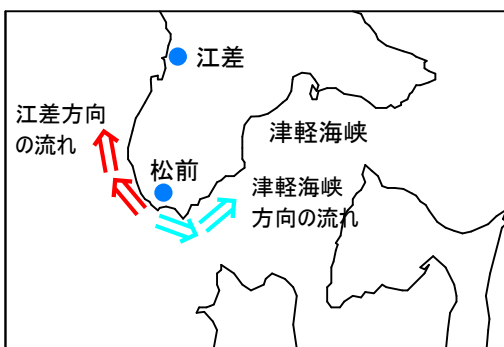 江差
江差方向
の流れ
津軽海峡
松前
津軽海峡
方向の流れ